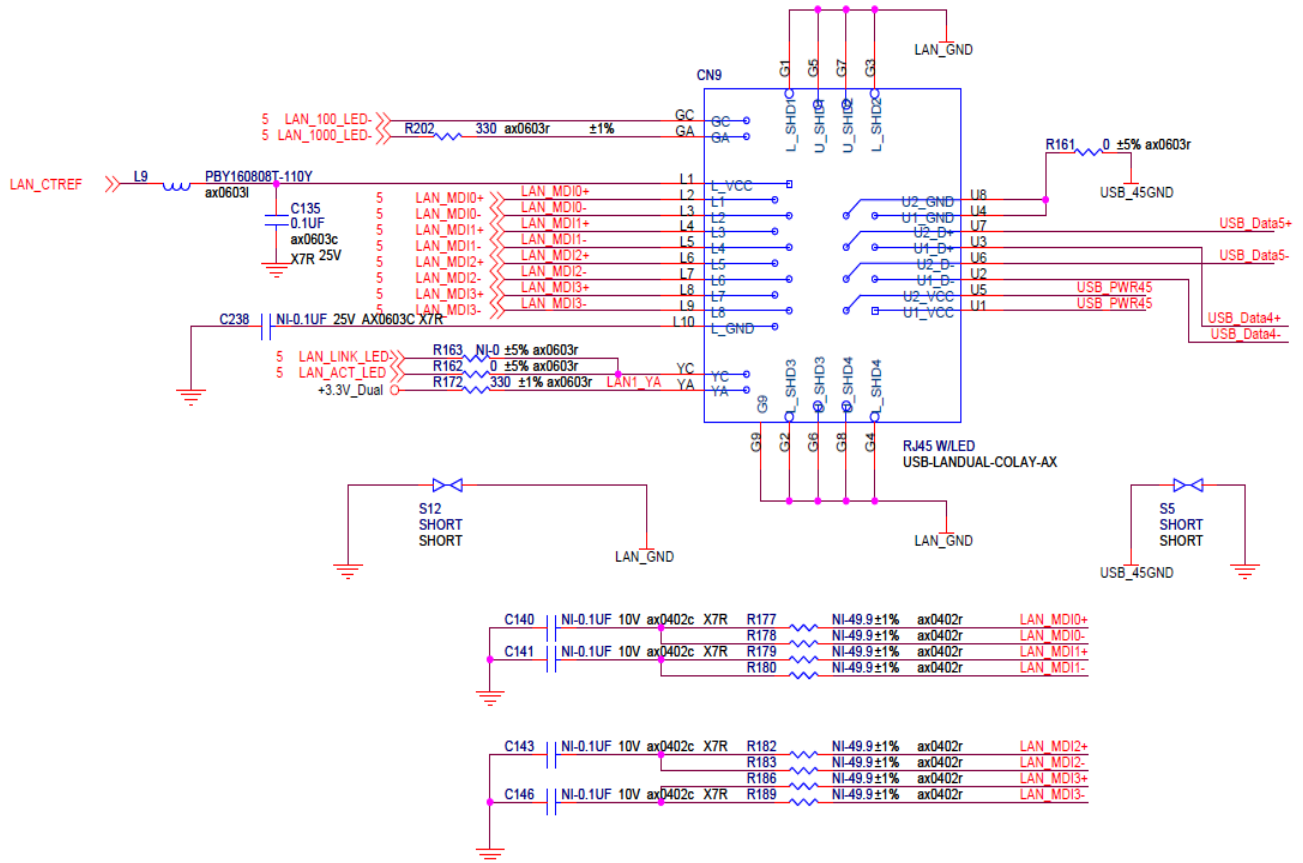 LAN_GND
G1 G5 G7 G3
CN9
L_SHD1 U_SHD1 U_SHD2 L_SHD2
5 LAN_100_LED- GC GC
5 LAN_1000_LED- R202 330 ax0603r ±1% GA GA
R161 0 ±5% ax0603r
USB_45GND
LAN_CTREF L9 PBY160808T-110Y L1 L_VCC
ax0603l
C135
0.1UF
ax0603c
X7R 25V
5 LAN_MDI0+ LAN_MDI0+ L2 L1
5 LAN_MDI0- LAN_MDI0- L3 L2
5 LAN_MDI1+ LAN_MDI1+ L4 L3
5 LAN_MDI1- LAN_MDI1- L5 L4
5 LAN_MDI2+ LAN_MDI2+ L6 L5
5 LAN_MDI2- LAN_MDI2- L7 L6
5 LAN_MDI3+ LAN_MDI3+ L8 L7
5 LAN_MDI3- LAN_MDI3- L9 L8
U2_GND U8
U1_GND U4
U2_D+ U7 USB_Data5+
U1_D+ U3
U2_D- U6 USB_Data5-
U1_D- U2
U2_VCC U5 USB_PWR45
U1_VCC U1 USB_PWR45
USB_Data4+
USB_Data4-
C238 NI-0.1UF 25V AX0603C X7R L10 L_GND
5 LAN_LINK_LED- R163 NI-0 ±5% ax0603r
5 LAN_ACT_LED R162 0 ±5% ax0603r YC YC
+3.3V_Dual R172 330 ±1% ax0603r LAN1_YA YA YA
G9 L_SHD3 U_SHD3 U_SHD4 L_SHD4
G9 G2 G6 G8 G4
RJ45 W/LED
USB-LANDUAL-COLAY-AX
LAN_GND
S12
SHORT
SHORT
LAN_GND
S5
SHORT
SHORT
USB_45GND
C140 NI-0.1UF 10V ax0402c X7R R177 NI-49.9±1% ax0402r LAN_MDI0+
R178 NI-49.9±1% ax0402r LAN_MDI0-
C141 NI-0.1UF 10V ax0402c X7R R179 NI-49.9±1% ax0402r LAN_MDI1+
R180 NI-49.9±1% ax0402r LAN_MDI1-
C143 NI-0.1UF 10V ax0402c X7R R182 NI-49.9±1% ax0402r LAN_MDI2+
R183 NI-49.9±1% ax0402r LAN_MDI2-
R186 NI-49.9±1% ax0402r LAN_MDI3+
C146 NI-0.1UF 10V ax0402c X7R R189 NI-49.9±1% ax0402r LAN_MDI3-